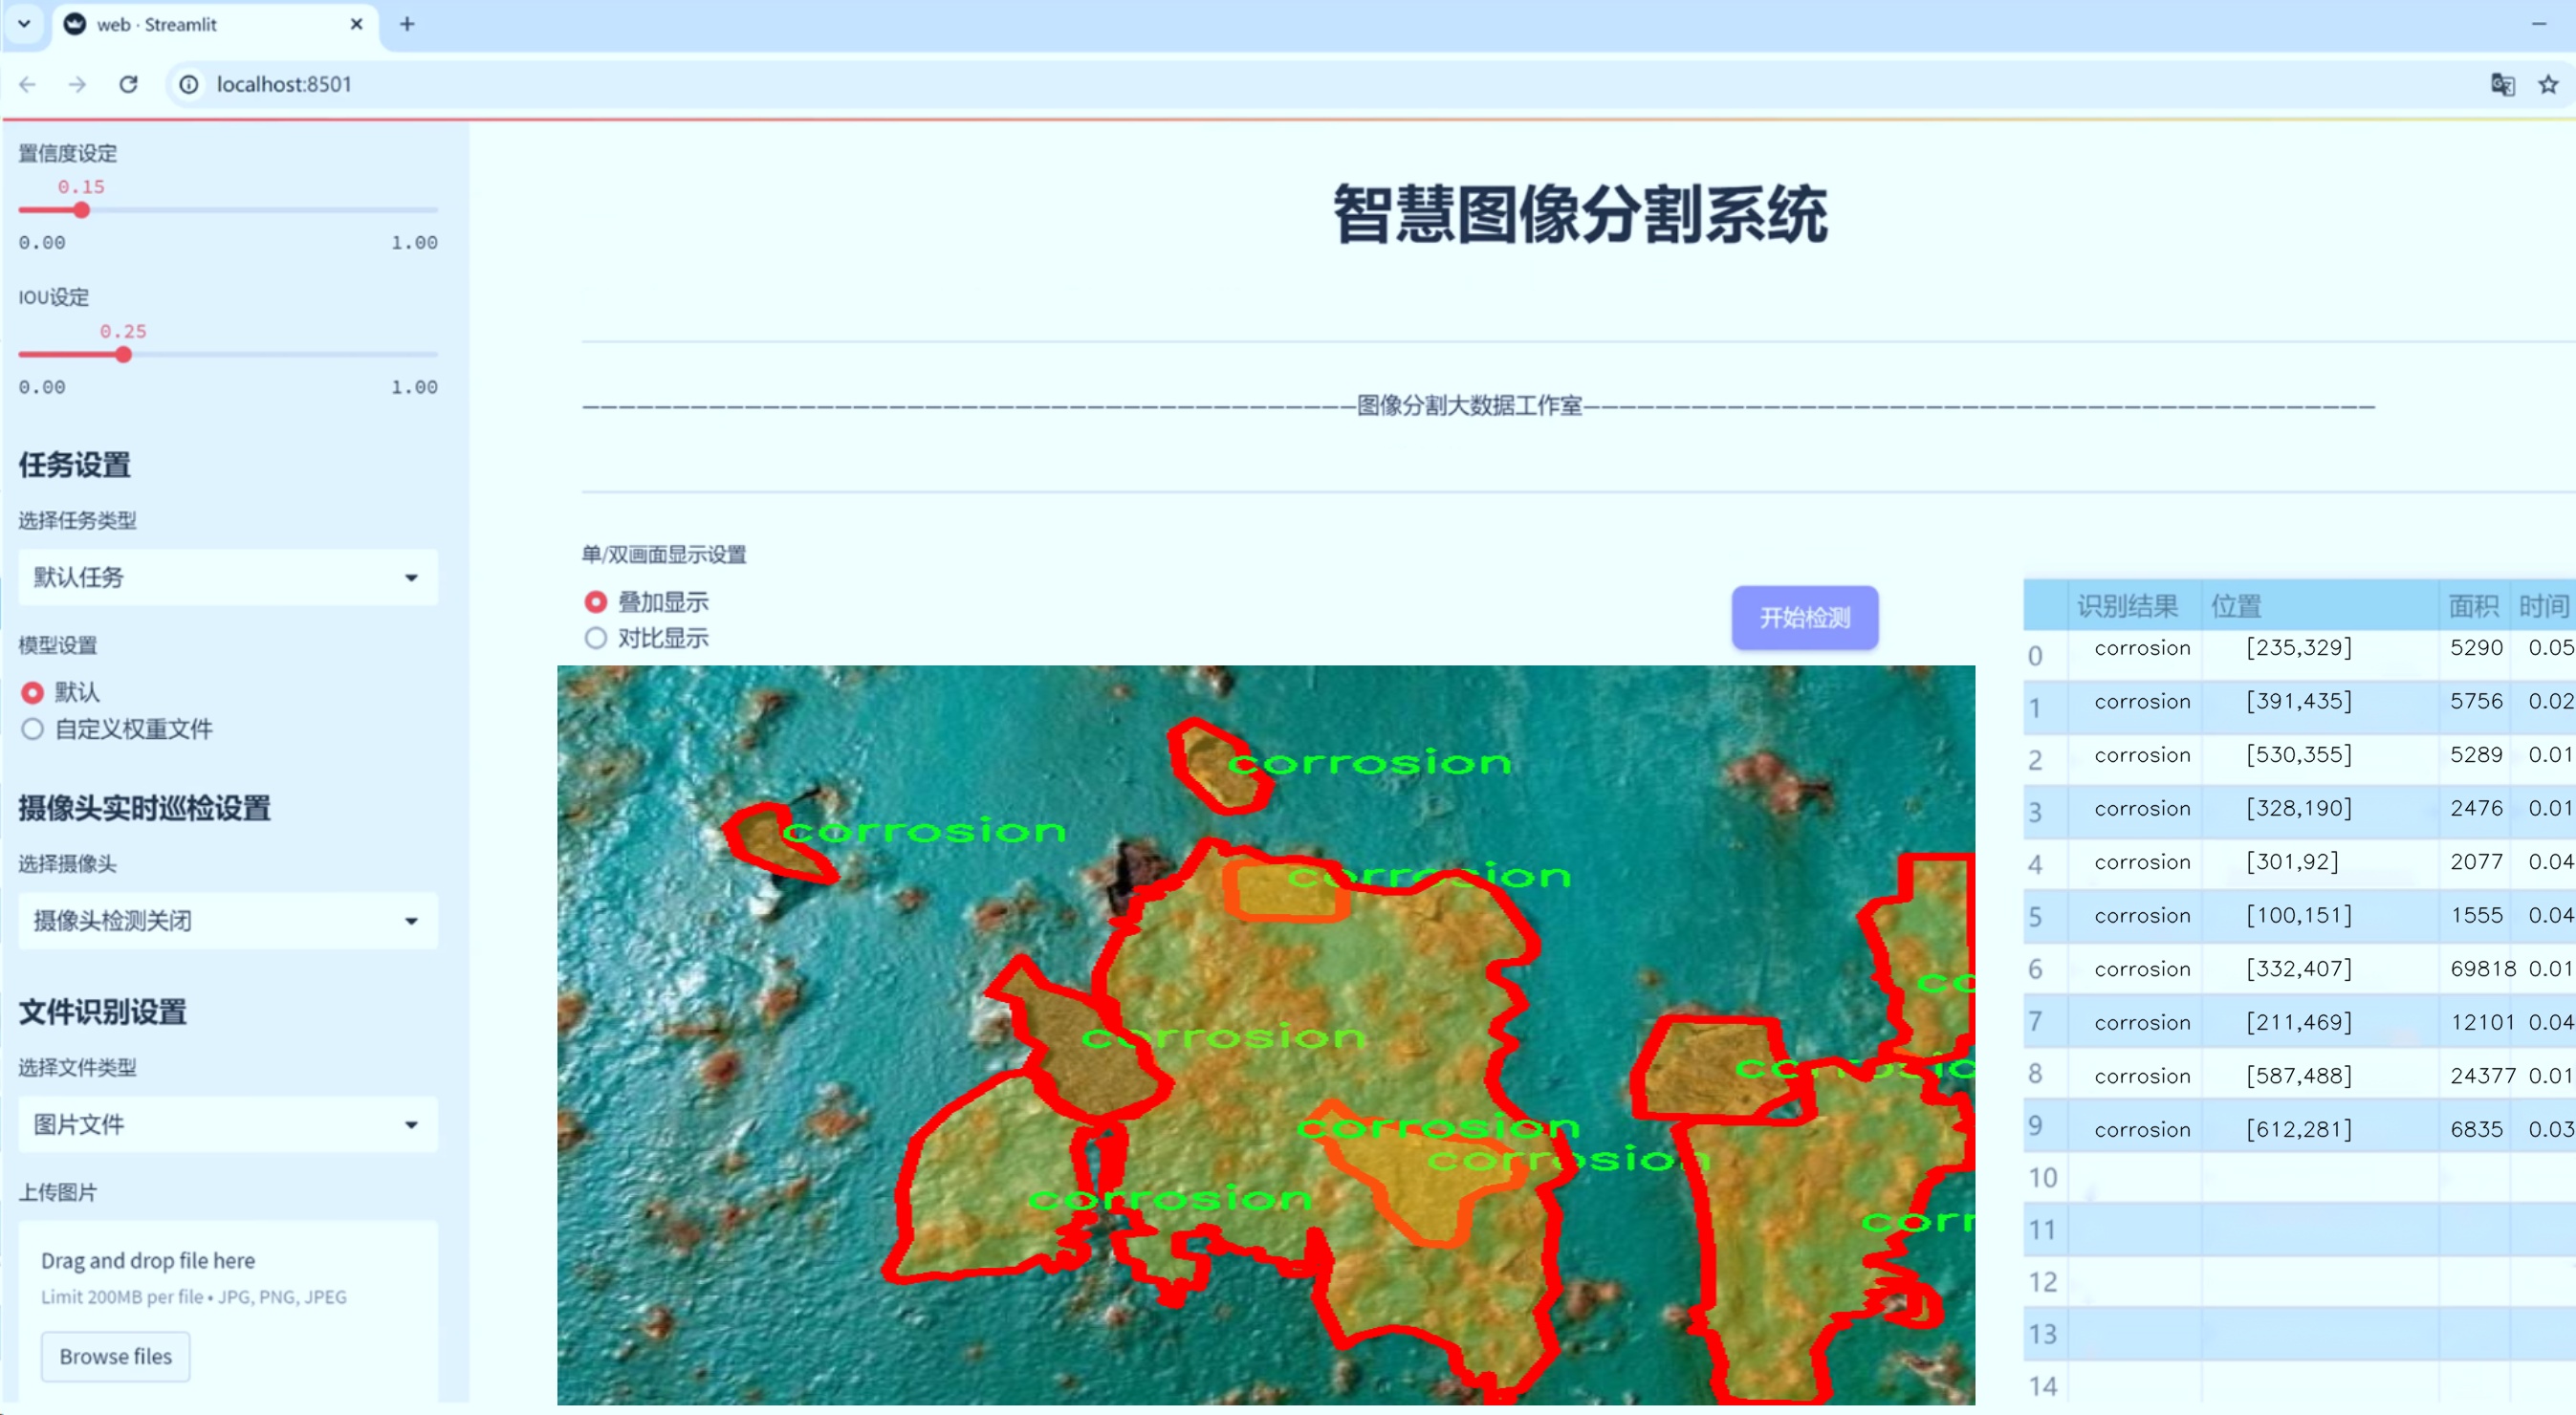 web · Streamlit
localhost:8501
置信度设定
0.15
0.00 1.00
IOU设定
0.25
0.00 1.00
任务设置
选择任务类型
默认任务
模型设置
默认
自定义权重文件
摄像头实时巡检设置
选择摄像头
摄像头检测关闭
文件识别设置
选择文件类型
图片文件
上传图片
Drag and drop file here
Limit 200MB per file • JPG, PNG, JPEG
Browse files
智慧图像分割系统
图像分割大数据工作室
单/双画面显示设置
叠加显示
对比显示
开始检测
corrosion
corrosion
corrosion
co
corrosion
corrosic
corrosion
corrosion
corrosion
corr
识别结果 位置 面积 时间
0 corrosion [235,329] 5290 0.05
1 corrosion [391,435] 5756 0.02
2 corrosion [530,355] 5289 0.01
3 corrosion [328,190] 2476 0.01
4 corrosion [301,92] 2077 0.04
5 corrosion [100,151] 1555 0.04
6 corrosion [332,407] 69818 0.01
7 corrosion [211,469] 12101 0.04
8 corrosion [587,488] 24377 0.01
9 corrosion [612,281] 6835 0.03
10
11
12
13
14